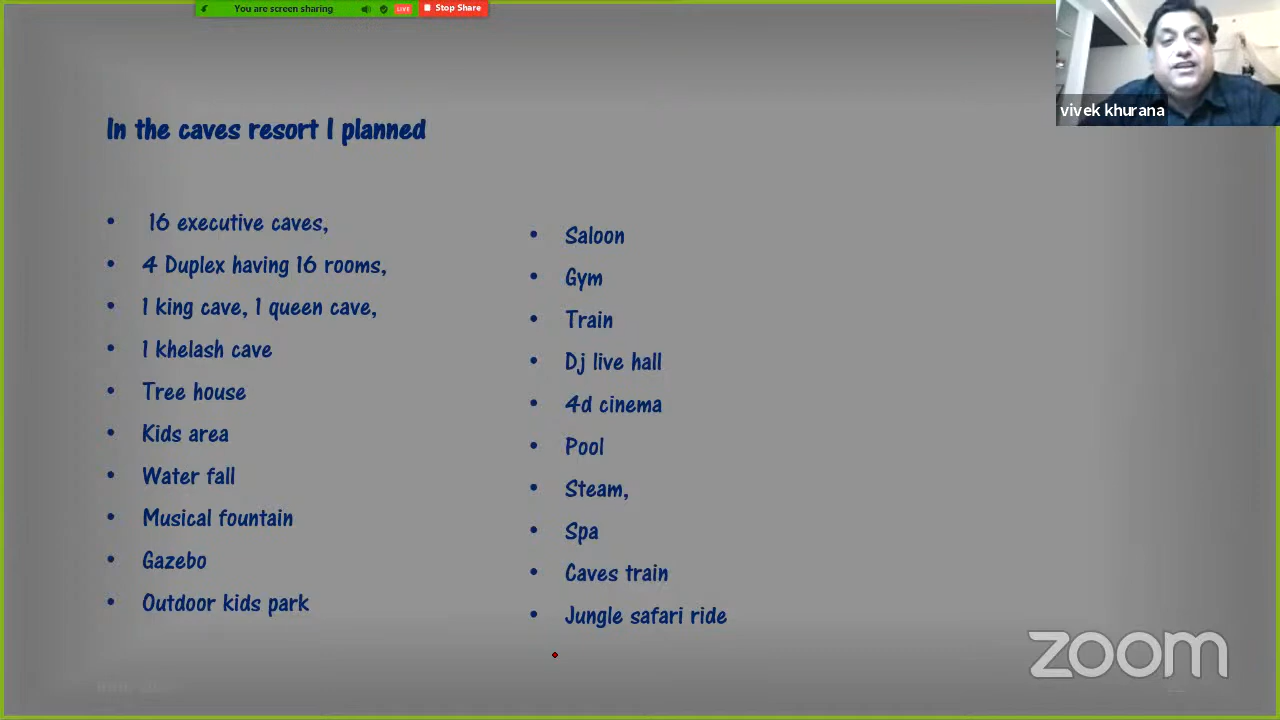 You are screen sharing
LIVE
Stop Share
vivek khurana
In the caves resort I planned
• 16 executive caves,
• 4 Duplex having 16 rooms,
• 1 king cave, 1 queen cave,
• 1 khelash cave
• Tree house
• Kids area
• Water fall
• Musical fountain
• Gazebo
• Outdoor kids park
• Saloon
• Gym
• Train
• Dj live hall
• 4d cinema
• Pool
• Steam,
• Spa
• Caves train
• Jungle safari ride
zoom